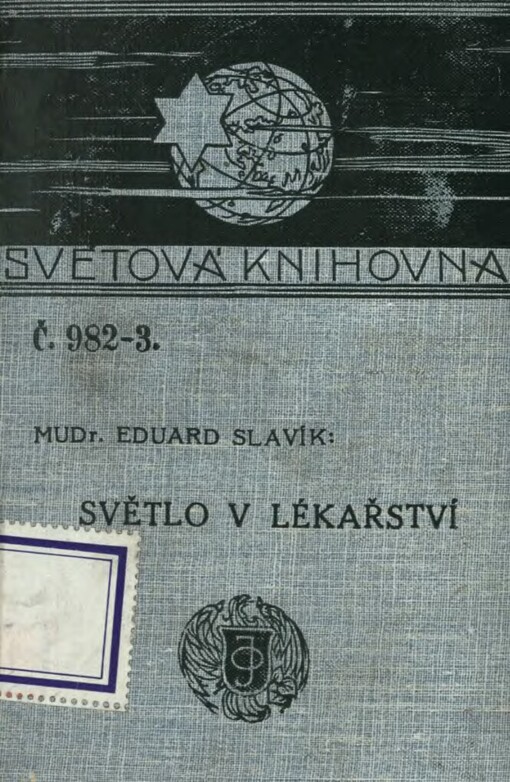 SVĚTOVÁ KNIHOVNA
Č. 982-3.
MUDr. EDUARD SLAVÍK:
SVĚTLO V LÉKAŘSTVÍ